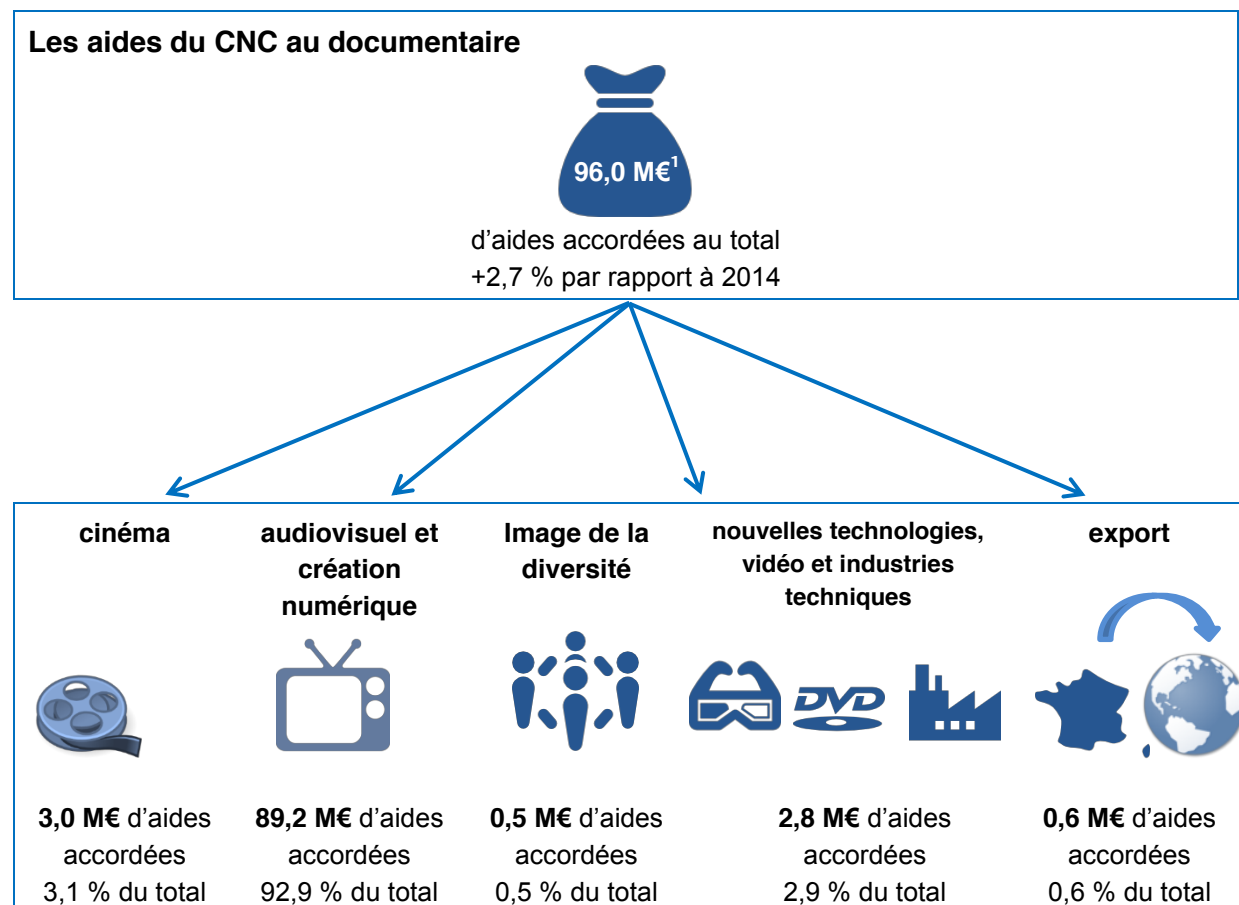 Les aides du CNC au documentaire
96,0 M€¹
d'aides accordées au total
+2,7 % par rapport à 2014
cinéma
audiovisuel et
création
numérique
Image de la
diversité
nouvelles technologies,
vidéo et industries
techniques
export
DVD
3,0 M€ d'aides
accordées
3,1 % du total
89,2 M€ d'aides
accordées
92,9 % du total
0,5 M€ d'aides
accordées
0,5 % du total
2,8 M€ d'aides
accordées
2,9 % du total
0,6 M€ d'aides
accordées
0,6 % du total